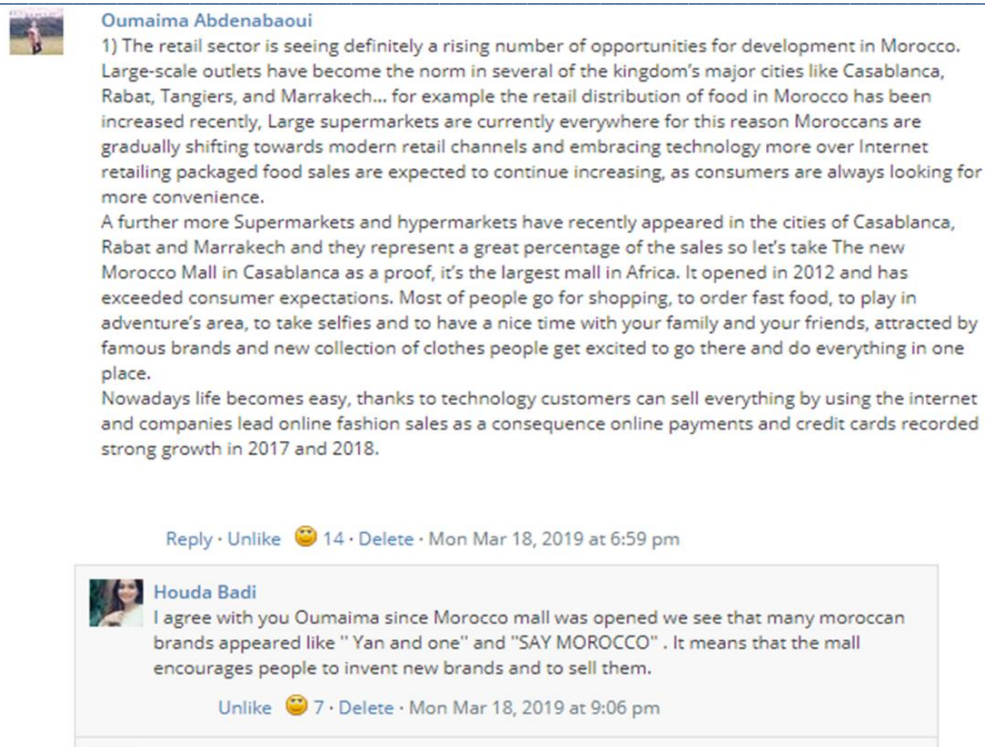 Oumaima Abdenabaoui
1) The retail sector is seeing definitely a rising number of opportunities for development in Morocco.
Large-scale outlets have become the norm in several of the kingdom's major cities like Casablanca,
Rabat, Tangiers, and Marrakech... for example the retail distribution of food in Morocco has been
increased recently, Large supermarkets are currently everywhere for this reason Moroccans are
gradually shifting towards modern retail channels and embracing technology more over Internet
retailing packaged food sales are expected to continue increasing, as consumers are always looking for
more convenience.
A further more Supermarkets and hypermarkets have recently appeared in the cities of Casablanca,
Rabat and Marrakech and they represent a great percentage of the sales so let's take The new
Morocco Mall in Casablanca as a proof, it's the largest mall in Africa. It opened in 2012 and has
exceeded consumer expectations. Most of people go for shopping, to order fast food, to play in
adventure's area, to take selfies and to have a nice time with your family and your friends, attracted by
famous brands and new collection of clothes people get excited to go there and do everything in one
place.
Nowadays life becomes easy, thanks to technology customers can sell everything by using the internet
and companies lead online fashion sales as a consequence online payments and credit cards recorded
strong growth in 2017 and 2018.
Reply · Unlike 14 · Delete · Mon Mar 18, 2019 at 6:59 pm
Houda Badi
I agree with you Oumaima since Morocco mall was opened we see that many moroccan
brands appeared like " Yan and one" and "SAY MOROCCO" . It means that the mall
encourages people to invent new brands and to sell them.
Unlike 7 · Delete · Mon Mar 18, 2019 at 9:06 pm